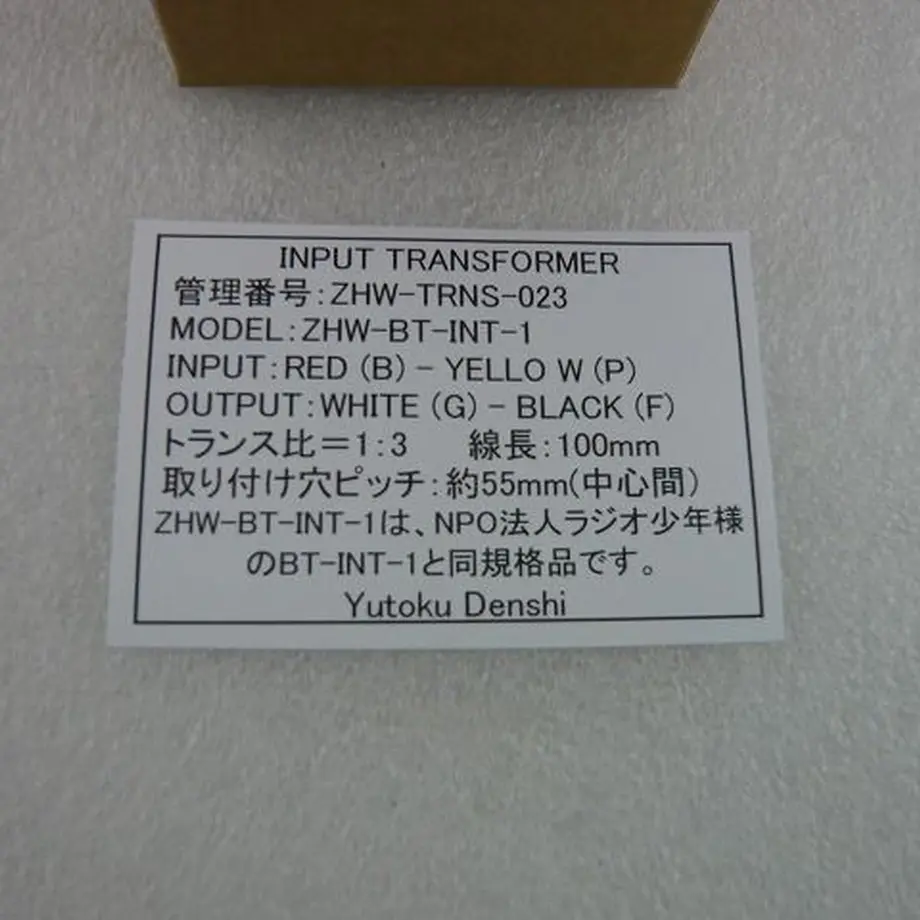 INPUT TRANSFORMER
管理番号:ZHW-TRNS-023
MODEL:ZHW-BT-INT-1
INPUT:RED (B) - YELLO W (P)
OUTPUT:WHITE (G) - BLACK (F)
トランス比=1:3 線長:100mm
取り付け穴ピッチ:約55mm(中心間)
ZHW-BT-INT-1は、NPO法人ラジオ少年様
のBT-INT-1と同規格品です。
Yutoku Denshi